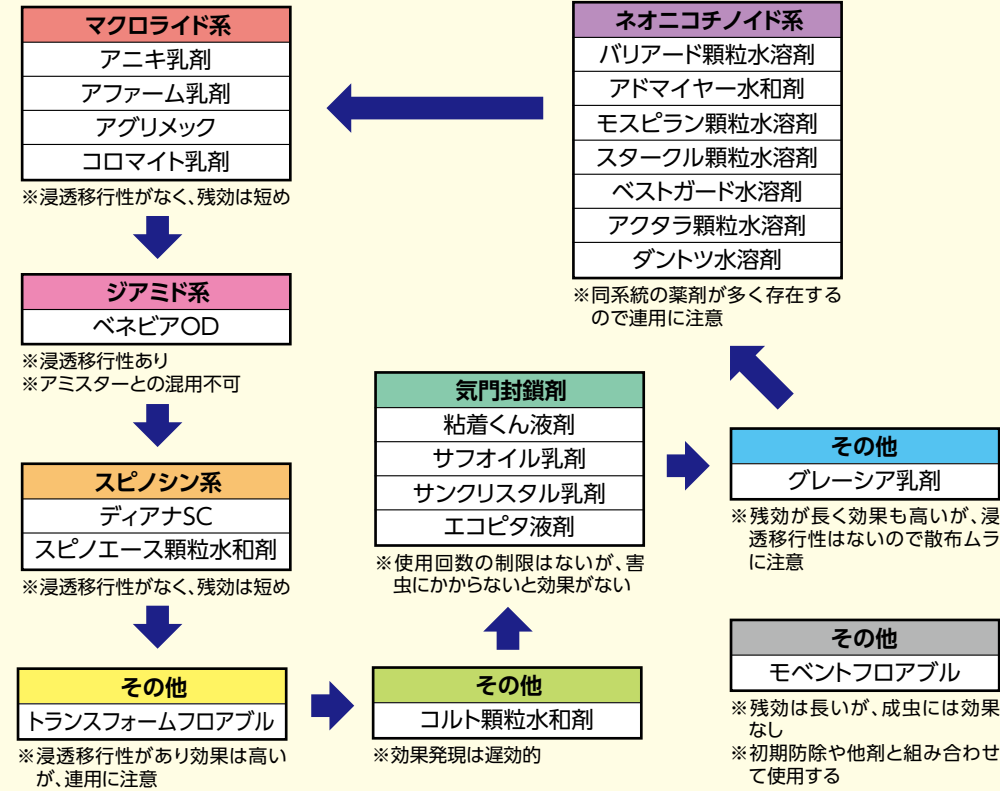 マクロライド系
アニキ乳剤
アファーム乳剤
アグリメック
コロマイト乳剤
※浸透移行性がなく、残効は短め
ジアミド系
ベネビアOD
※浸透移行性あり
※アミスターとの混用不可
スピノシン系
ディアナSC
スピノエース顆粒水和剤
※浸透移行性がなく、残効は短め
その他
トランスフォームフロアブル
※浸透移行性があり効果は高い
が、連用に注意
その他
コルト顆粒水和剤
※効果発現は遅効的
気門封鎖剤
粘着くん液剤
サフオイル乳剤
サンクリスタル乳剤
エコピタ液剤
※使用回数の制限はないが、害
虫にかからないと効果がない
その他
グレーシア乳剤
※残効が長く効果も高いが、浸
透移行性はないので散布ムラ
に注意
ネオニコチノイド系
バリアード顆粒水溶剤
アドマイヤー水和剤
モスピラン顆粒水溶剤
スタークル顆粒水溶剤
ベストガード水溶剤
アクタラ顆粒水溶剤
ダントツ水溶剤
※同系統の薬剤が多く存在する
ので連用に注意
その他
モベントフロアブル
※残効は長いが、成虫には効果
なし
※初期防除や他剤と組み合わせ
て使用する